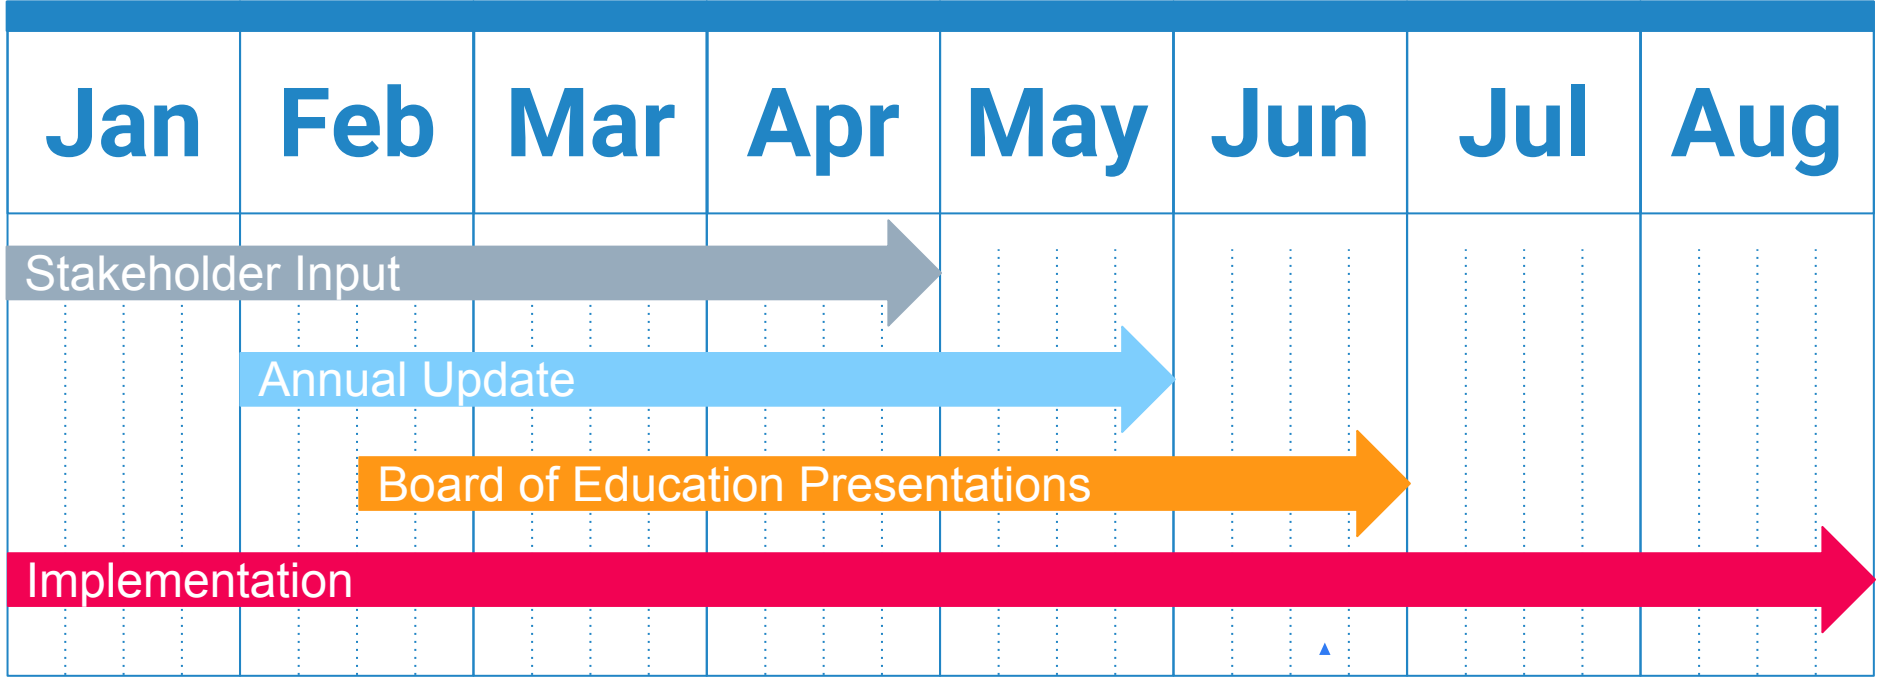 Jan Feb Mar Apr May Jun Jul Aug
Stakeholder Input
Annual Update
Board of Education Presentations
Implementation